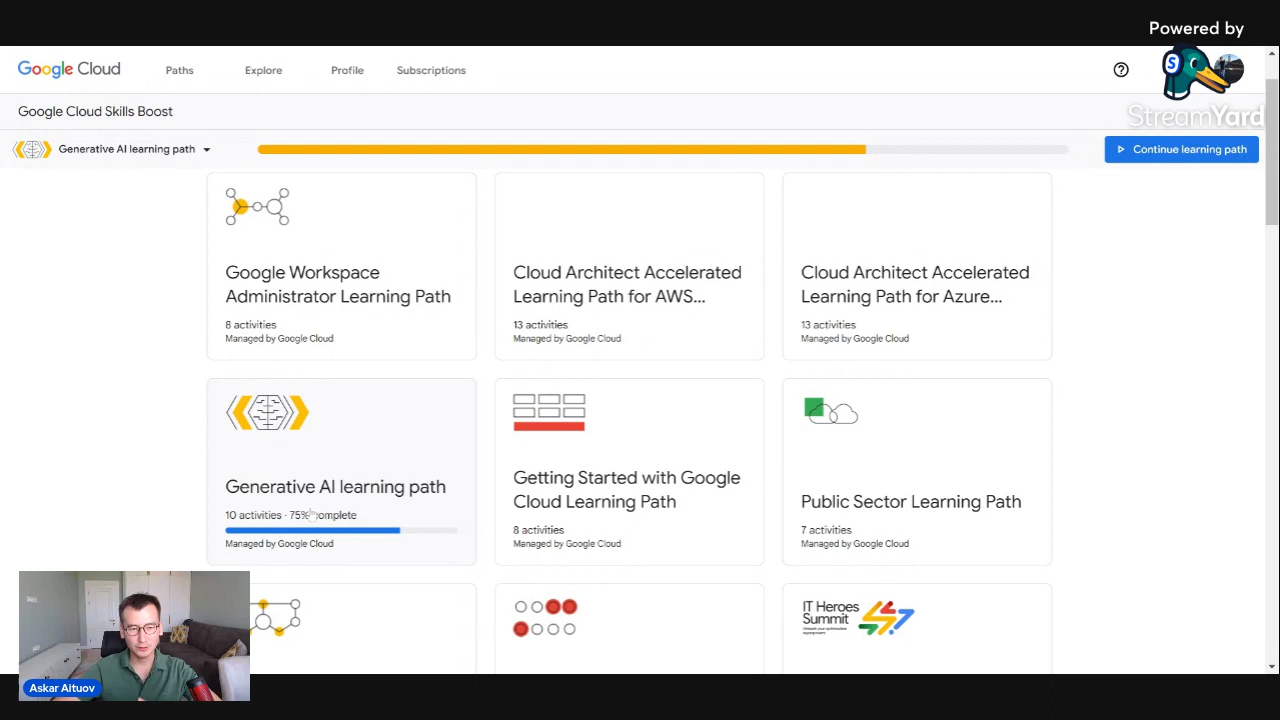 Powered by
StreamYard
Google Cloud
Paths
Explore
Profile
Subscriptions
Google Cloud Skills Boost
Generative AI learning path
Continue learning path
Google Workspace
Administrator Learning Path
8 activities
Managed by Google Cloud
Cloud Architect Accelerated
Learning Path for AWS...
13 activities
Managed by Google Cloud
Cloud Architect Accelerated
Learning Path for Azure...
13 activities
Managed by Google Cloud
Generative AI learning path
10 activities · 75% complete
Managed by Google Cloud
Getting Started with Google
Cloud Learning Path
8 activities
Managed by Google Cloud
Public Sector Learning Path
7 activities
Managed by Google Cloud
IT Heroes
Summit
Askar Aituov